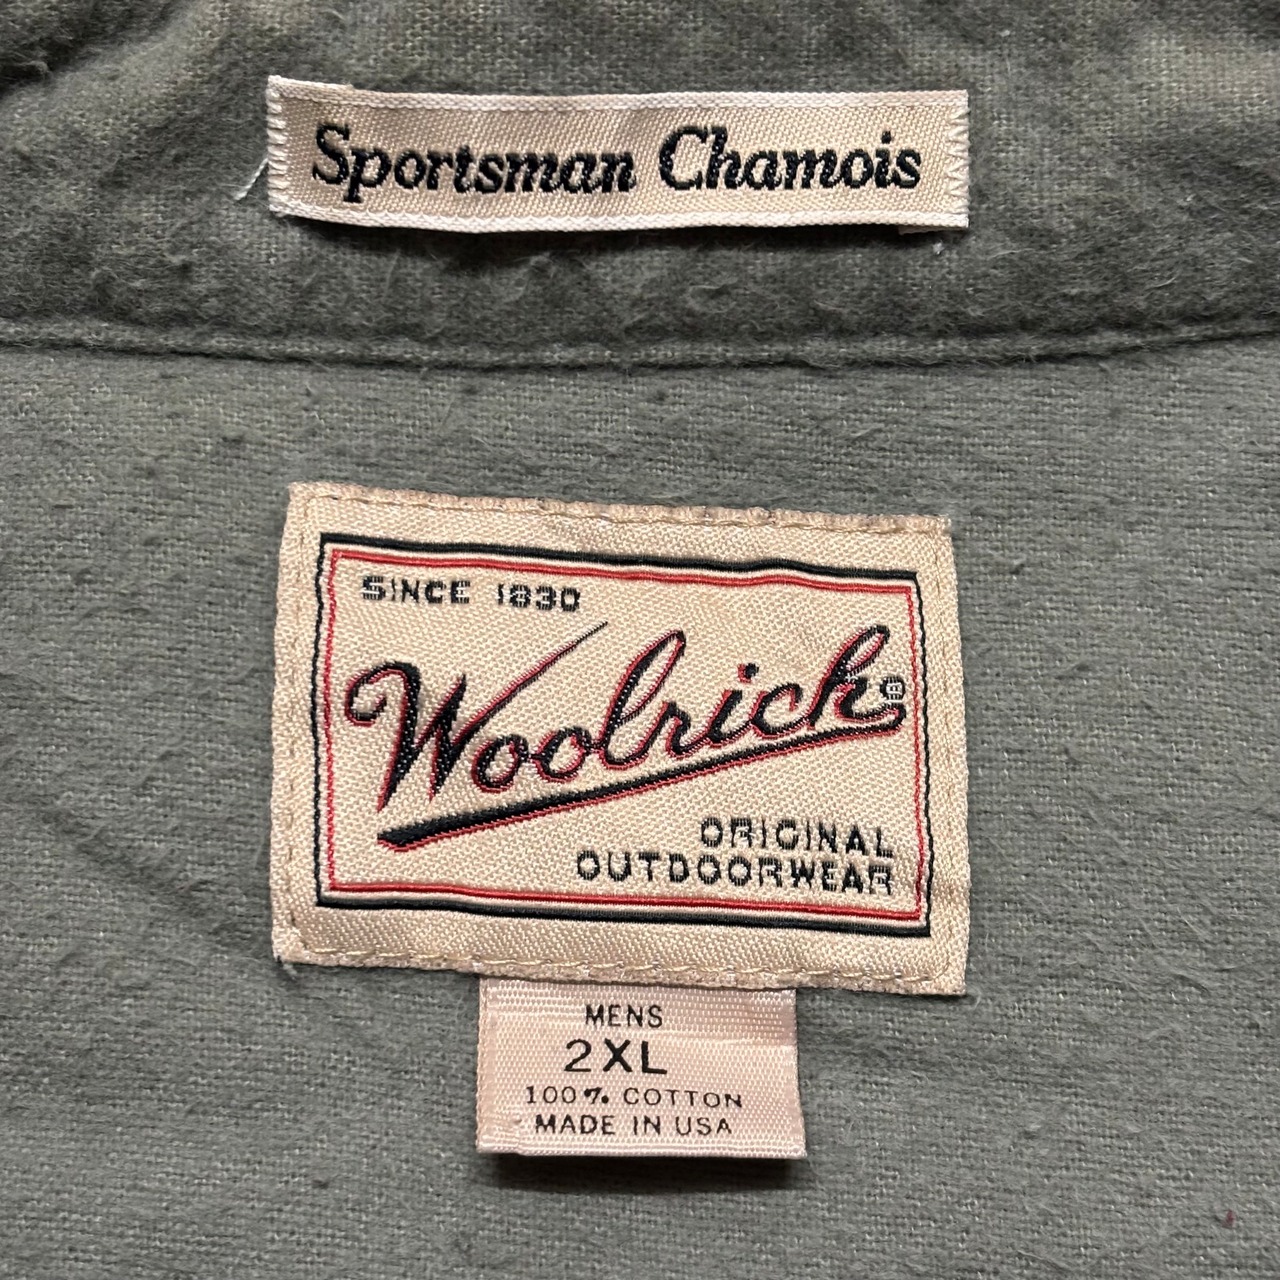 Sportsman Chamois
SINCE 1830
Woolrich®
ORIGINAL
OUTDOORWEAR
MENS
2XL
100% COTTON
MADE IN USA